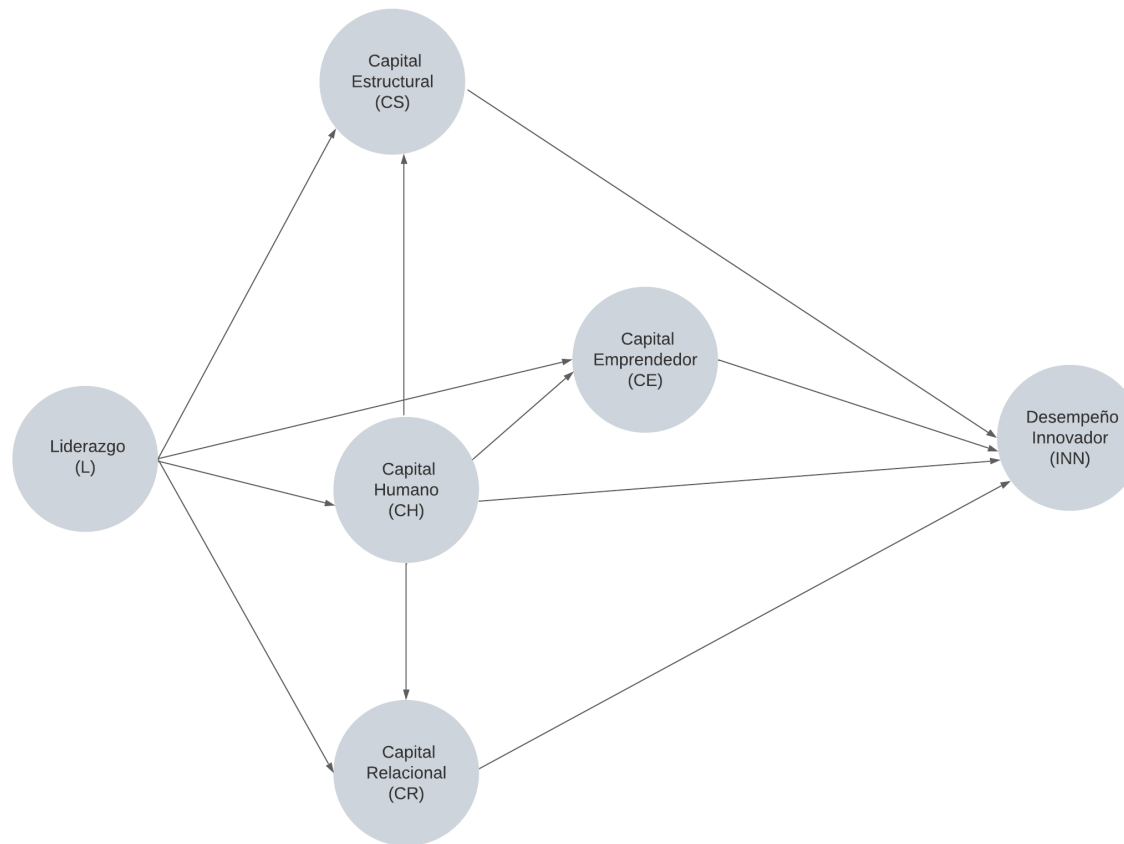 Capital
Estructural
(CS)
Capital
Emprendedor
(CE)
Liderazgo
(L)
Capital
Humano
(CH)
Desempeño
Innovador
(INN)
Capital
Relacional
(CR)